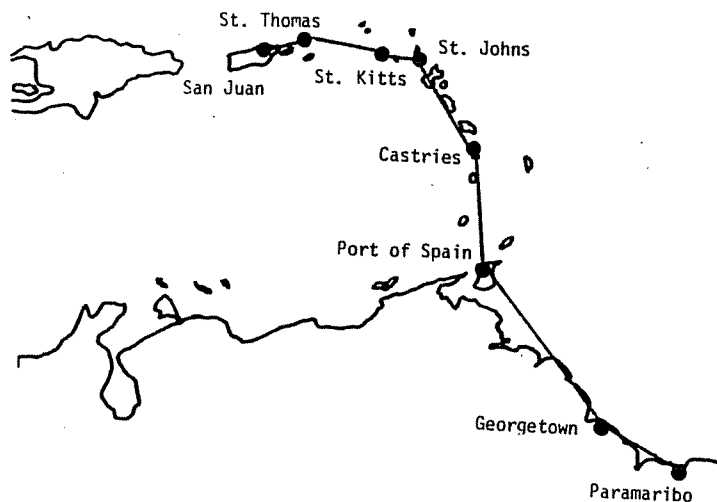 St. Thomas
St. Johns
St. Kitts
San Juan
Castries
Port of Spain
Georgetown
Paramaribo